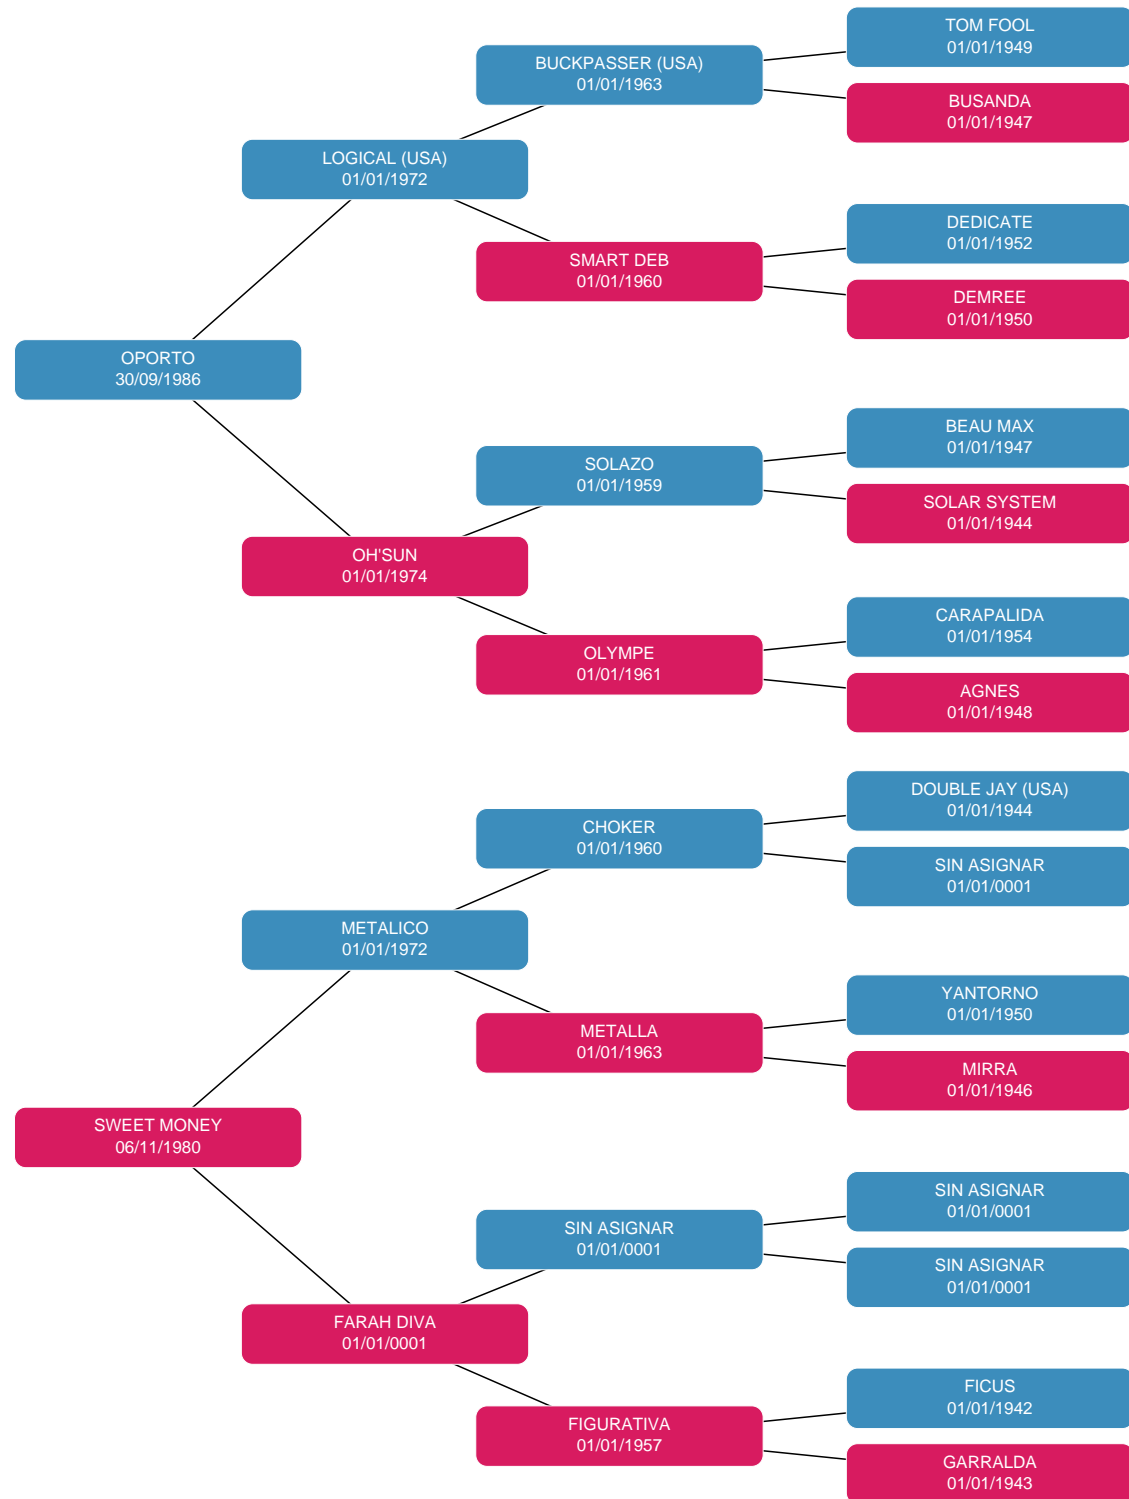 TOM FOOL
01/01/1949
BUCKPASSER (USA)
01/01/1963
BUSANDA
01/01/1947
LOGICAL (USA)
01/01/1972
DEDICATE
01/01/1952
SMART DEB
01/01/1960
DEMREE
01/01/1950
OPORTO
30/09/1986
BEAU MAX
01/01/1947
SOLAZO
01/01/1959
SOLAR SYSTEM
01/01/1944
OH'SUN
01/01/1974
CARAPALIDA
01/01/1954
OLYMPE
01/01/1961
AGNES
01/01/1948
DOUBLE JAY (USA)
01/01/1944
CHOKER
01/01/1960
SIN ASIGNAR
01/01/0001
METALICO
01/01/1972
YANTORNO
01/01/1950
METALLA
01/01/1963
MIRRA
01/01/1946
SWEET MONEY
06/11/1980
SIN ASIGNAR
01/01/0001
SIN ASIGNAR
01/01/0001
SIN ASIGNAR
01/01/0001
FARAH DIVA
01/01/0001
FICUS
01/01/1942
FIGURATIVA
01/01/1957
GARRALDA
01/01/1943